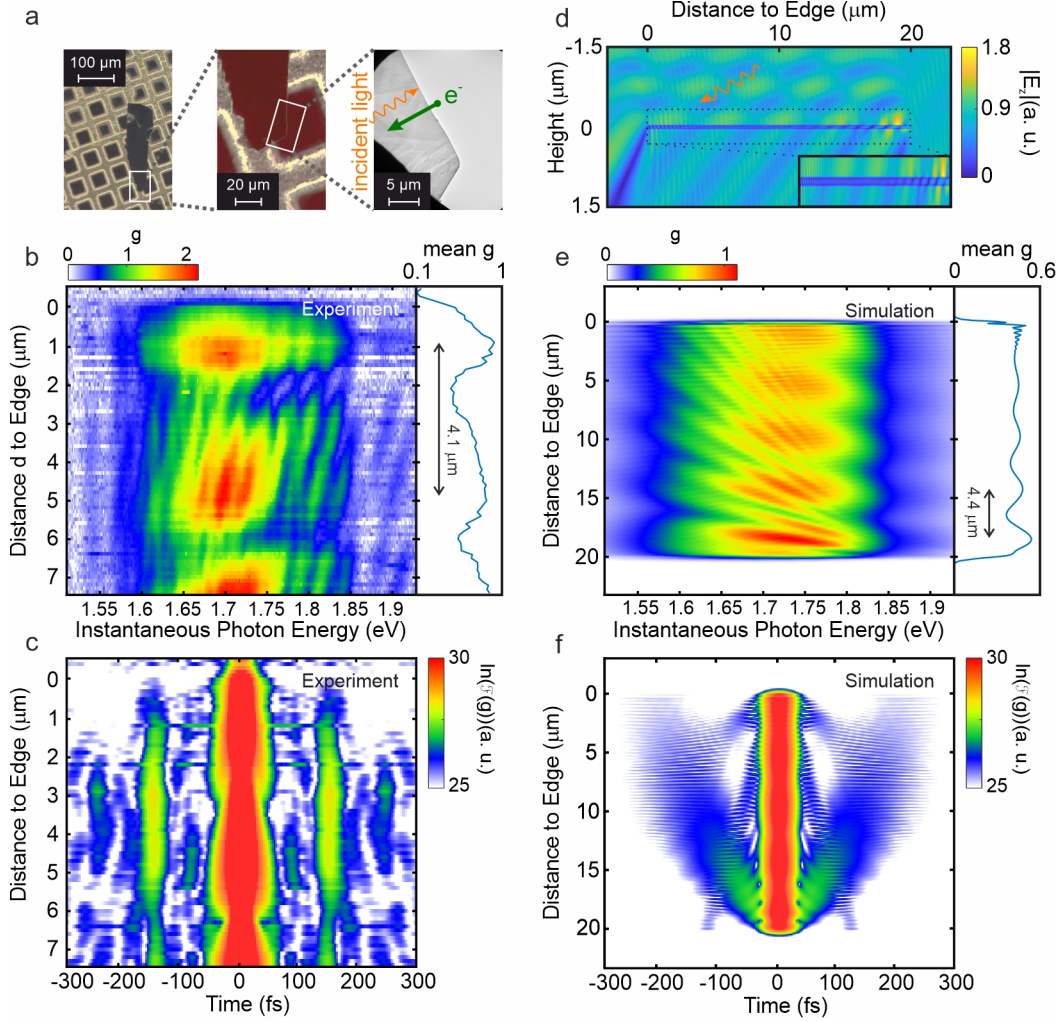 a
100 µm
20 µm
incident light
e⁻
5 µm
d
Distance to Edge (µm)
0 10 20
-1.5
0
1.5
Height (µm)
1.8
0.9
0
|E_z|(a. u.)
b
g
0 1 2
mean g
0.1 1
Experiment
0
1
2
3
4
5
6
7
Distance d to Edge (µm)
4.1 µm
1.55 1.6 1.65 1.7 1.75 1.8 1.85 1.9
Instantaneous Photon Energy (eV)
e
g
0 1
mean g
0 0.6
Simulation
0
5
10
15
20
Distance to Edge (µm)
4.4 µm
1.55 1.6 1.65 1.7 1.75 1.8 1.85 1.9
Instantaneous Photon Energy (eV)
c
Experiment
0
1
2
3
4
5
6
7
Distance to Edge (µm)
30
25
ln(ℱ(g))(a. u.)
-300 -200 -100 0 100 200 300
Time (fs)
f
Simulation
0
5
10
15
20
Distance to Edge (µm)
30
25
ln(ℱ(g))(a. u.)
-300 -200 -100 0 100 200 300
Time (fs)